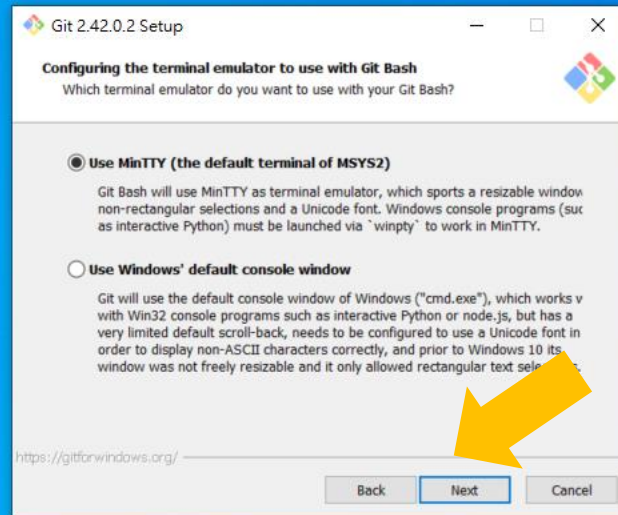 Git 2.42.0.2 Setup
Configuring the terminal emulator to use with Git Bash
Which terminal emulator do you want to use with your Git Bash?
Use MinTTY (the default terminal of MSYS2)
Git Bash will use MinTTY as terminal emulator, which sports a resizable window
non-rectangular selections and a Unicode font. Windows console programs (suc
as interactive Python) must be launched via `winpty` to work in MinTTY.
Use Windows' default console window
Git will use the default console window of Windows ("cmd.exe"), which works
with Win32 console programs such as interactive Python or node.js, but has a
very limited default scroll-back, needs to be configured to use a Unicode font in
order to display non-ASCII characters correctly, and prior to Windows 10 its
window was not freely resizable and it only allowed rectangular text
https://gitforwindows.org/
Back Next Cancel